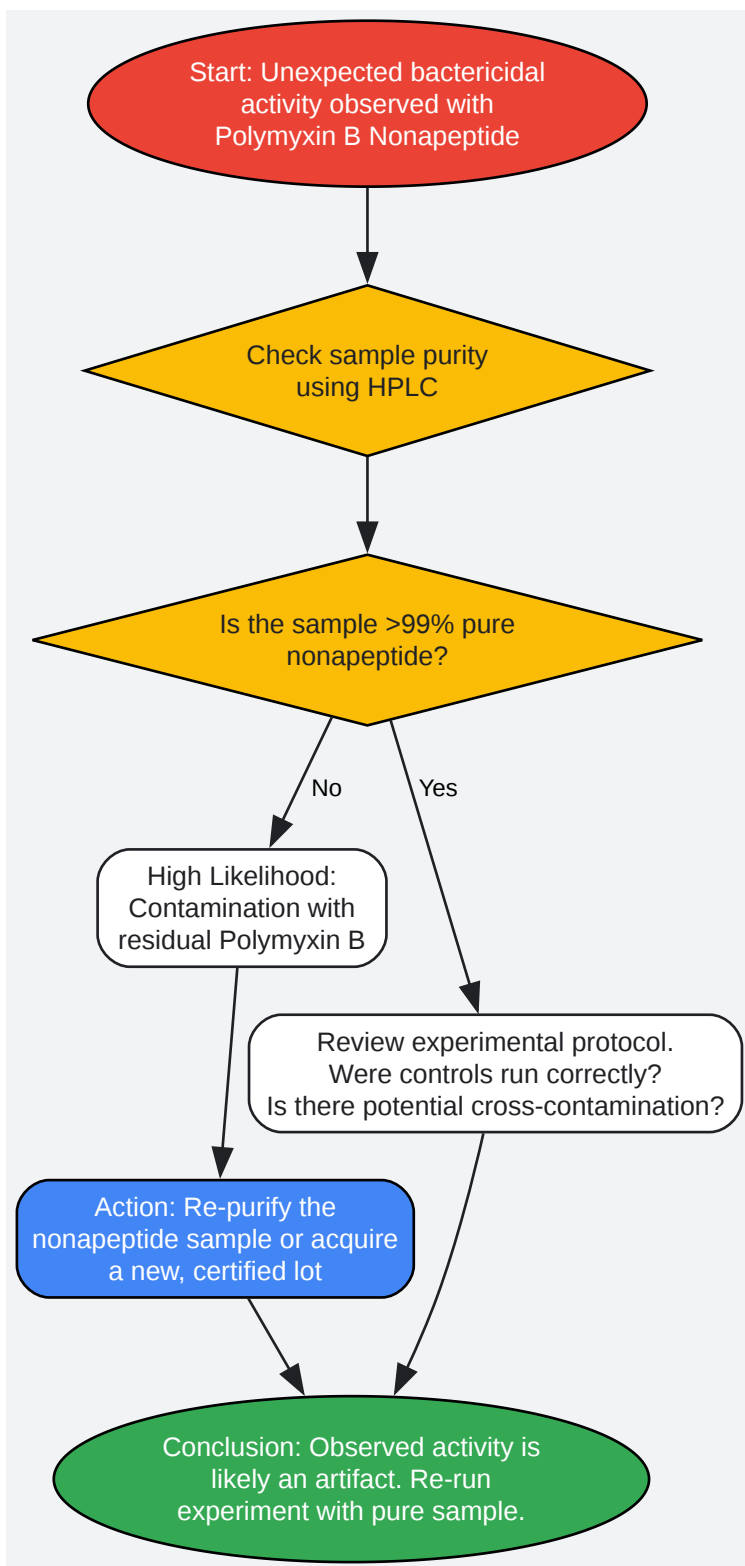 Start: Unexpected bactericidal
activity observed with
Polymyxin B Nonapeptide
Check sample purity
using HPLC
Is the sample >99% pure
nonapeptide?
No
Yes
High Likelihood:
Contamination with
residual Polymyxin B
Review experimental protocol.
Were controls run correctly?
Is there potential cross-contamination?
Action: Re-purify the
nonapeptide sample or acquire
a new, certified lot
Conclusion: Observed activity is
likely an artifact. Re-run
experiment with pure sample.